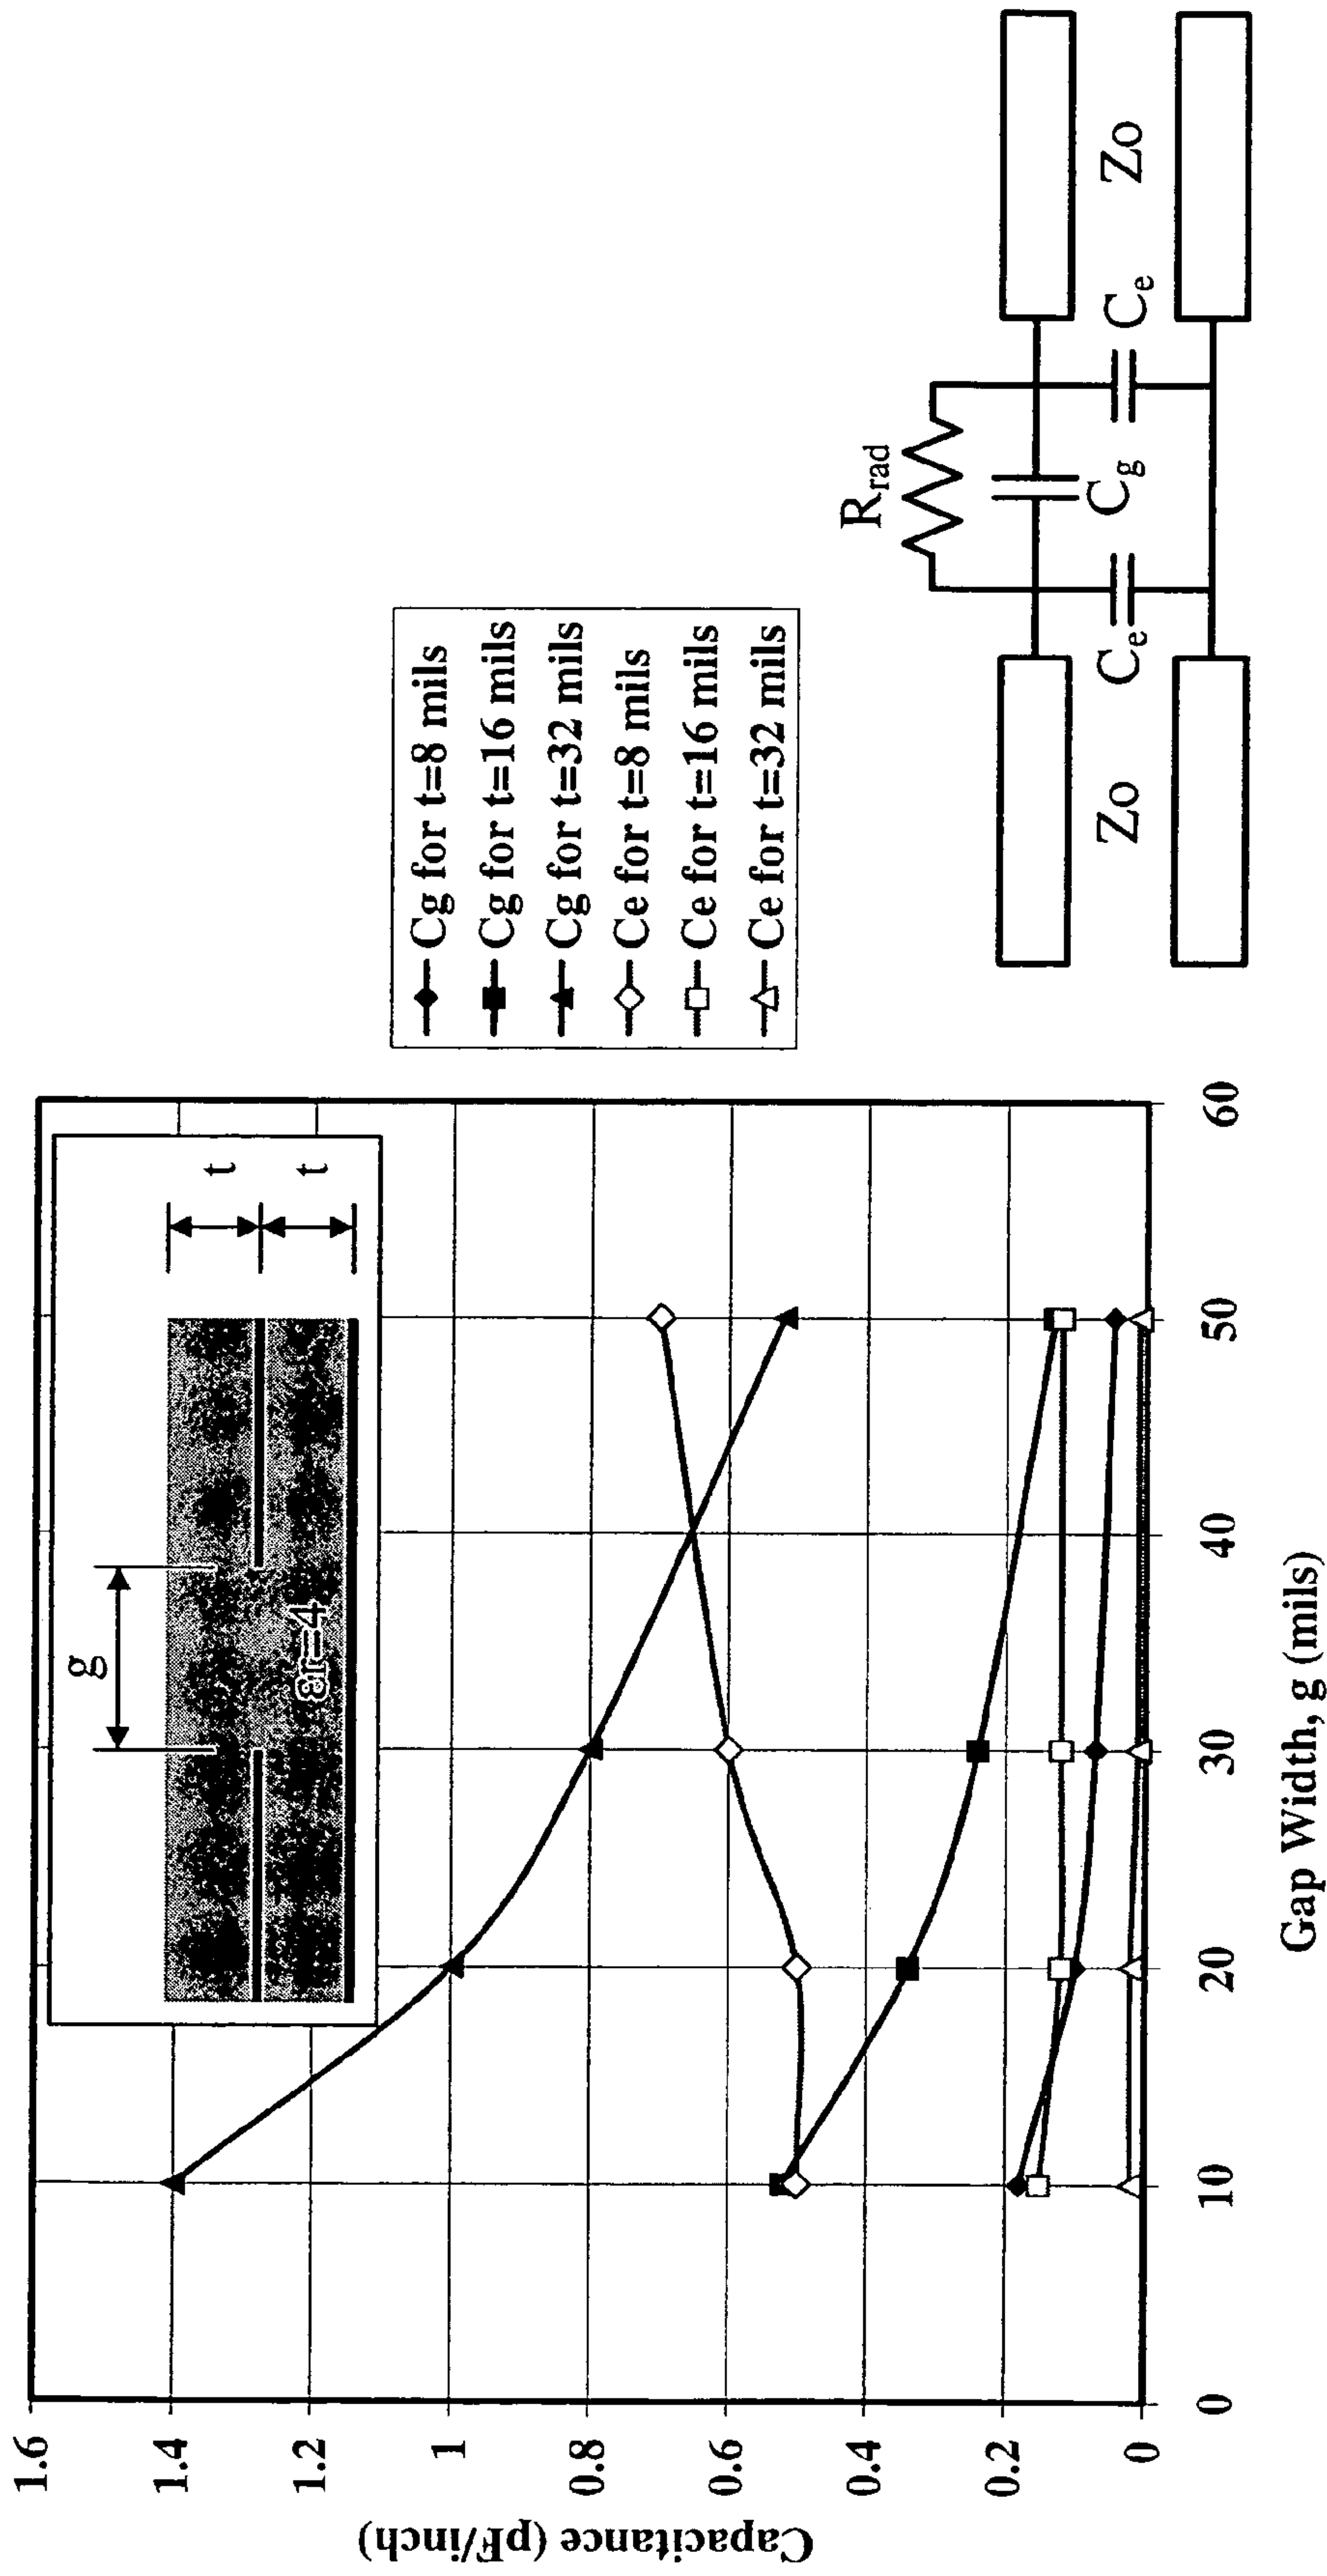 Capacitance (pF/inch)
1.6
1.4
1.2
1
0.8
0.6
0.4
0.2
0
0
10
20
30
40
50
60
Gap Width, g (mils)
g
εr=4
t
t
Cg for t=8 mils
Cg for t=16 mils
Cg for t=32 mils
Ce for t=8 mils
Ce for t=16 mils
Ce for t=32 mils
Rrad
Cg
Ce
Ce
Zo
Zo